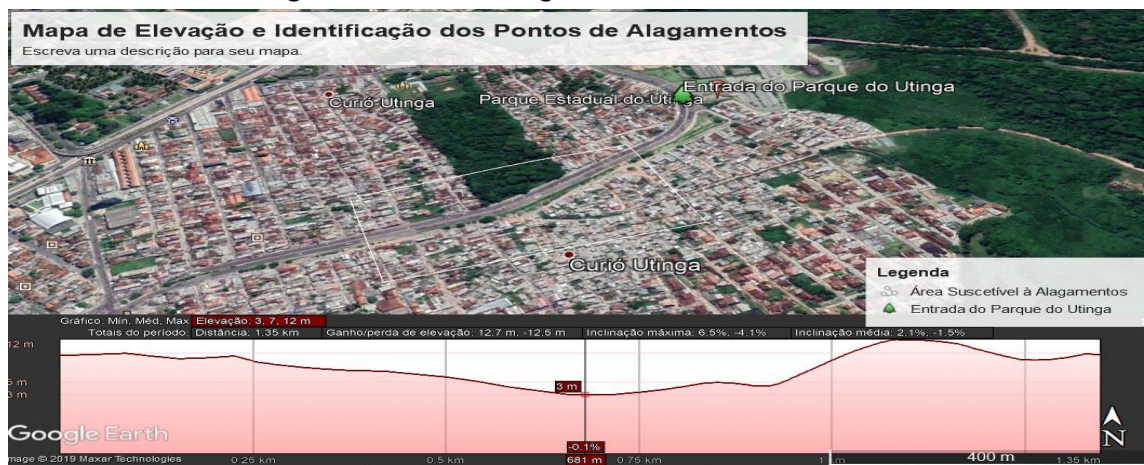 Mapa de Elevação e Identificação dos Pontos de Alagamentos
Escreva uma descrição para seu mapa.
Entrada do Parque do Utinga
Curió Utinga
Parque Estadual do Utinga
Curió Utinga
Legenda
Área Suscetível à Alagamentos
Entrada do Parque do Utinga
Gráfico: Min, Méd, Max Elevação: 3, 7, 12 m
Totais do período: Distância: 1,35 km Ganho/perda de elevação: 12.7 m, -12.5 m Inclinação máxima: 6.5%, -4.1% Inclinação média: 2.1%, -1.5%
12 m
3 m
3 m
Google Earth
N
-0.1%
Image © 2019 Maxar Technologies
0.25 km 0.5 km 681 m 0.75 km 400 m 1.35 km